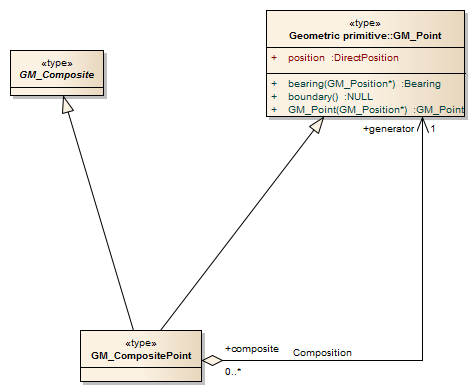 «type»
GM_Composite
«type»
Geometric primitive::GM_Point
+ position :DirectPosition
+ bearing(GM_Position*) :Bearing
+ boundary() :NULL
+ GM_Point(GM_Position*) :GM_Point
+generator 1
«type»
GM_CompositePoint
+composite
Composition
0..*